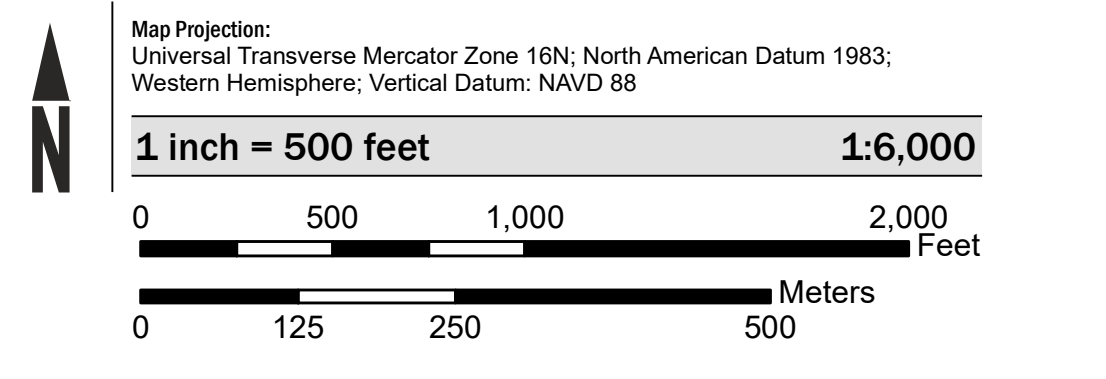 N
Map Projection:
Universal Transverse Mercator Zone 16N; North American Datum 1983;
Western Hemisphere; Vertical Datum: NAVD 88
1 inch = 500 feet 1:6,000
0 500 1,000 2,000
Feet
Meters
0 125 250 500